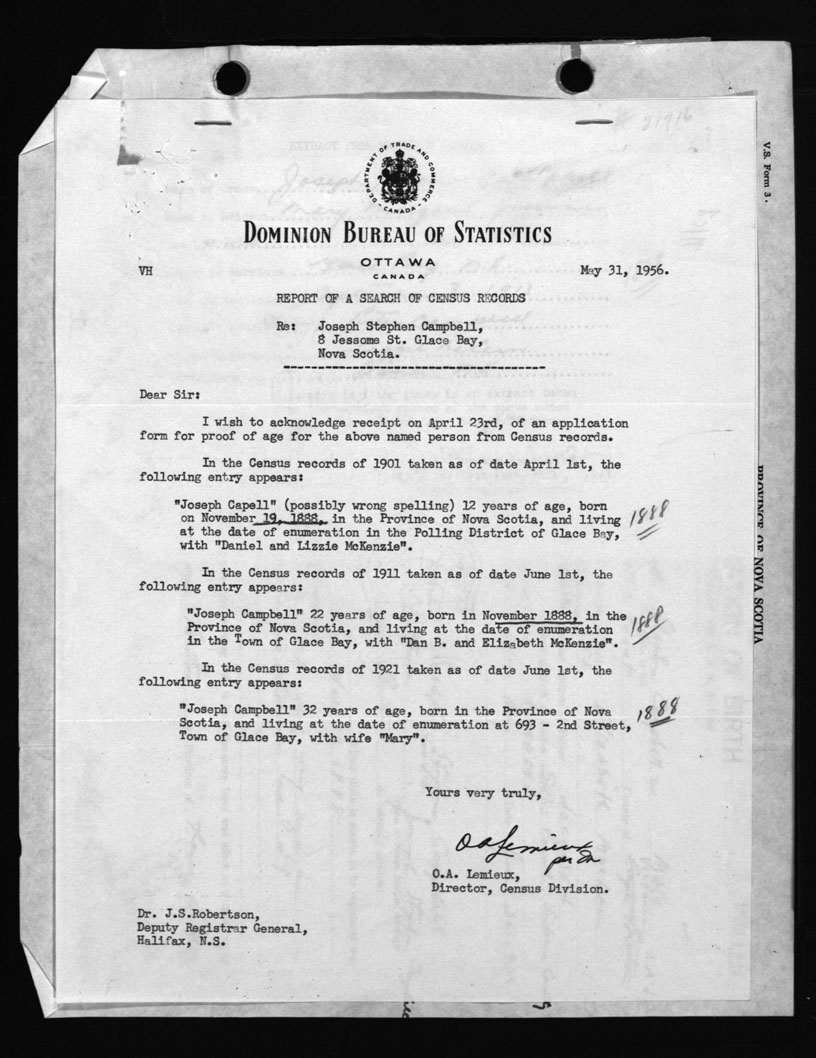 DEPARTMENT OF TRADE AND COMMERCE
CANADA
DOMINION BUREAU OF STATISTICS
OTTAWA
CANADA
VH
May 31, 1956.
REPORT OF A SEARCH OF CENSUS RECORDS
Re: Joseph Stephen Campbell,
8 Jessome St. Glace Bay,
Nova Scotia.
Dear Sir:
I wish to acknowledge receipt on April 23rd, of an application
form for proof of age for the above named person from Census records.
In the Census records of 1901 taken as of date April 1st, the
following entry appears:
"Joseph Capell" (possibly wrong spelling) 12 years of age, born
on November 19, 1888, in the Province of Nova Scotia, and living
at the date of enumeration in the Polling District of Glace Bay,
with "Daniel and Lizzie McKenzie".
1888
In the Census records of 1911 taken as of date June 1st, the
following entry appears:
"Joseph Campbell" 22 years of age, born in November 1888, in the
Province of Nova Scotia, and living at the date of enumeration
in the Town of Glace Bay, with "Dan B. and Elizabeth McKenzie".
1888
In the Census records of 1921 taken as of date June 1st, the
following entry appears:
"Joseph Campbell" 32 years of age, born in the Province of Nova
Scotia, and living at the date of enumeration at 693 - 2nd Street,
Town of Glace Bay, with wife "Mary".
1888
Yours very truly,
OA Lemieux
per
O.A. Lemieux,
Director, Census Division.
Dr. J.S.Robertson,
Deputy Registrar General,
Halifax, N.S.
V.S. Form 3.
PROVINCE OF NOVA SCOTIA